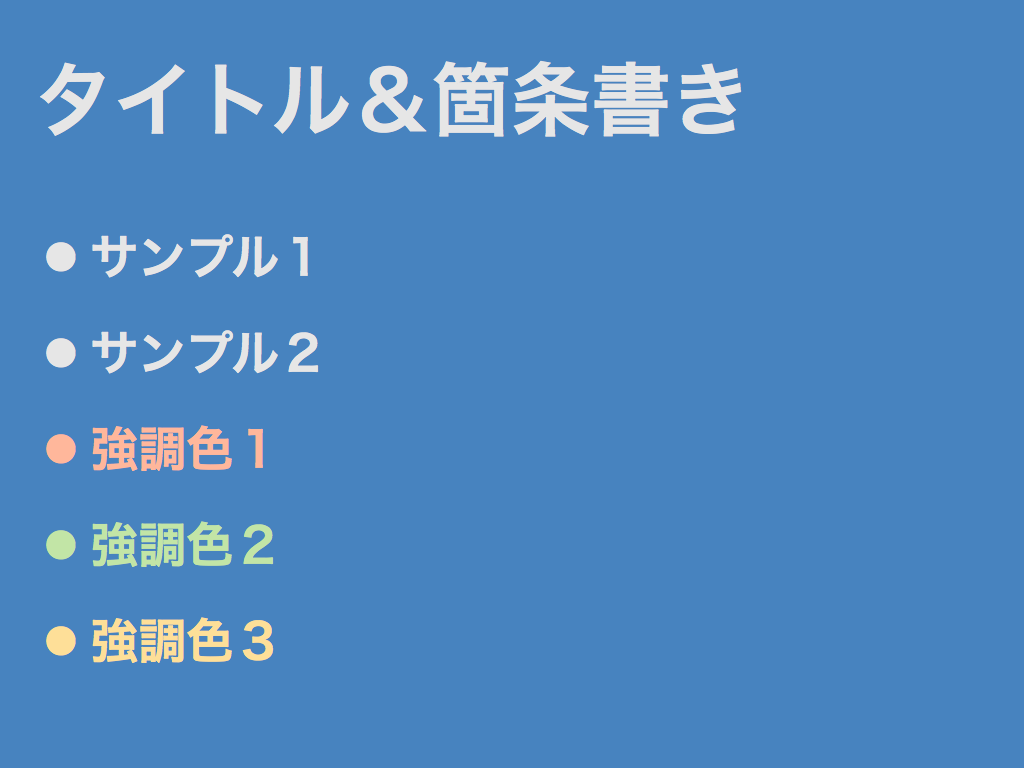 タイトル＆箇条書き
● サンプル１
● サンプル２
● 強調色１
● 強調色２
● 強調色３